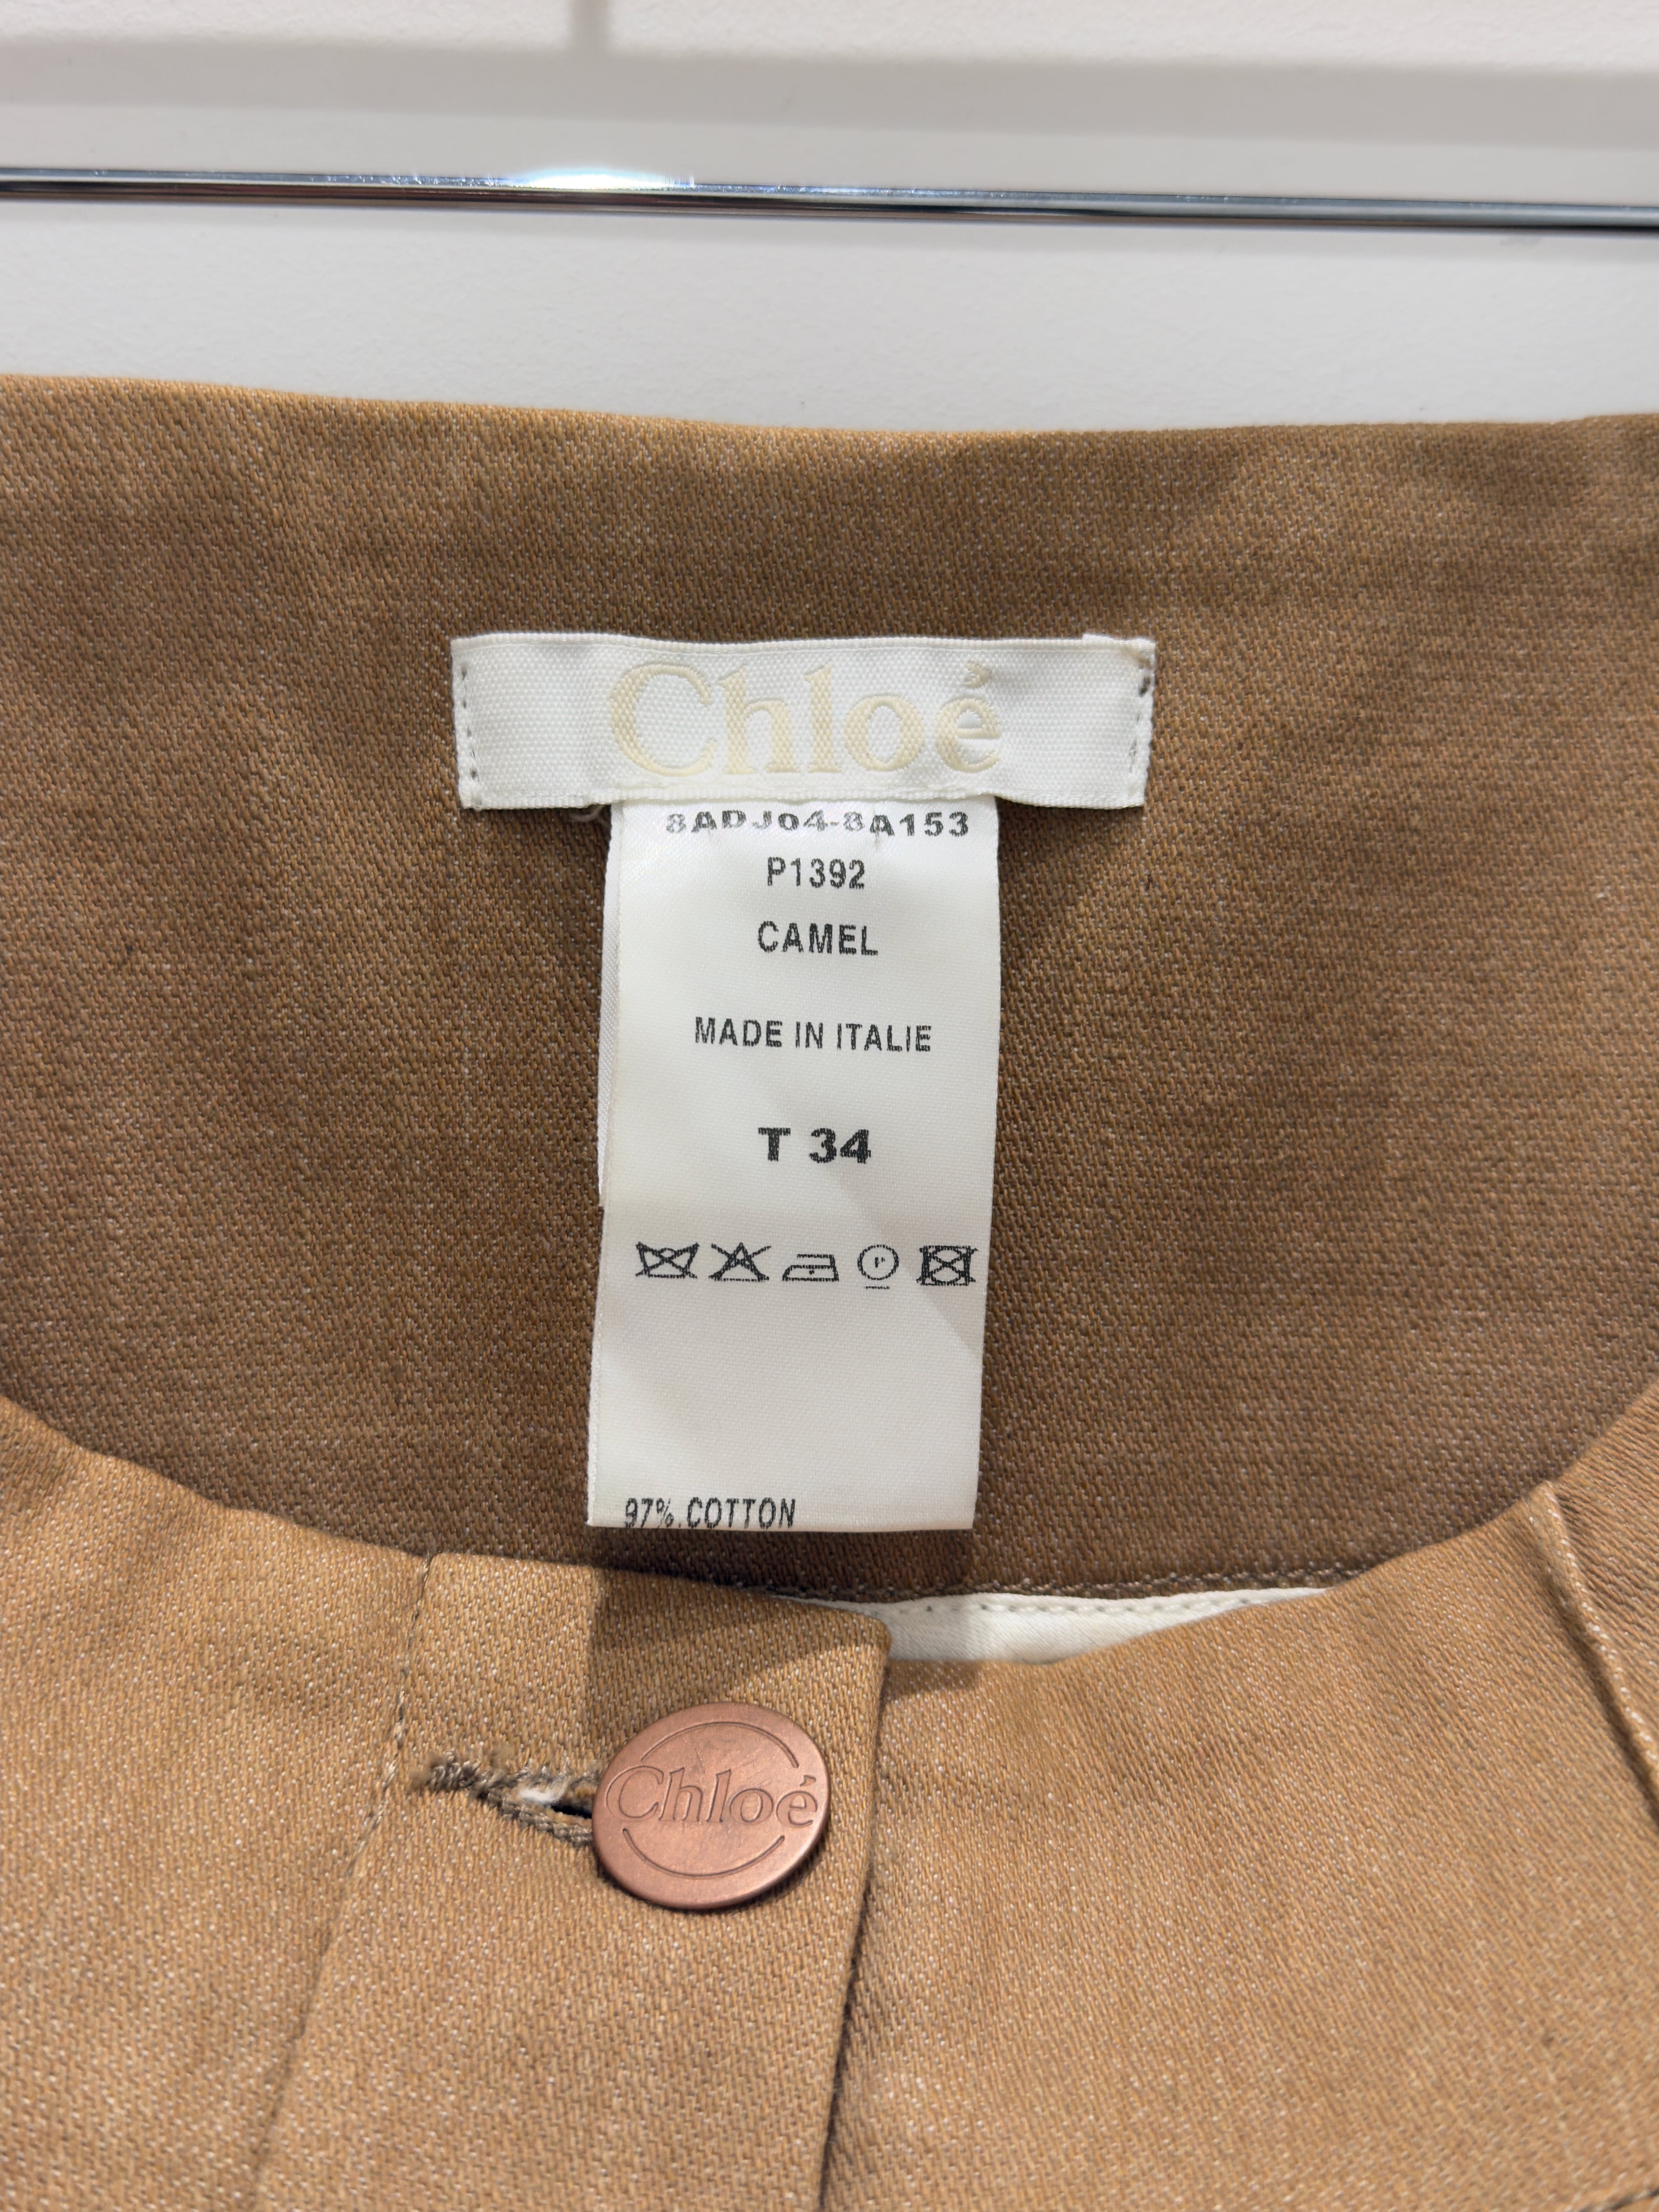 Chloé
8ADJ04-8A153
P1392
CAMEL
MADE IN ITALIE
T 34
P
97% COTTON
Chloé